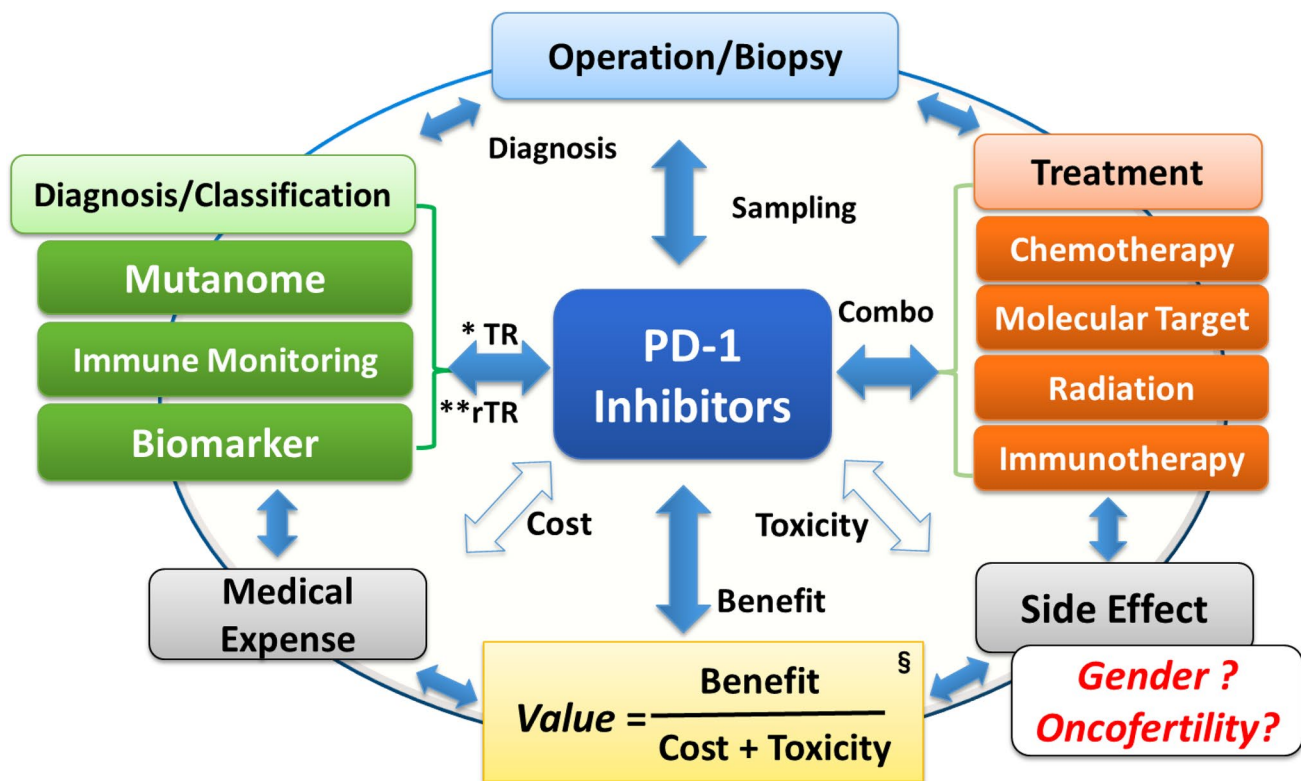 Operation/Biopsy
Diagnosis
Sampling
Diagnosis/Classification
Mutanome
Immune Monitoring
Biomarker
* TR
**rTR
PD-1
Inhibitors
Combo
Treatment
Chemotherapy
Molecular Target
Radiation
Immunotherapy
Cost
Toxicity
Benefit
Medical
Expense
Side Effect
Gender ?
Oncofertility?
§
Benefit
Value =
Cost + Toxicity